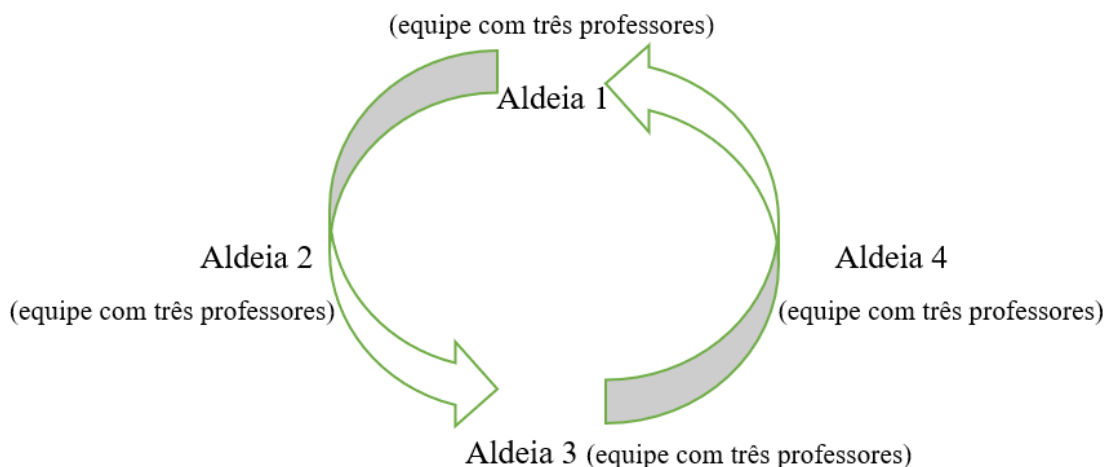 (equipe com três professores)
Aldeia 1
Aldeia 2
(equipe com três professores)
Aldeia 4
(equipe com três professores)
Aldeia 3 (equipe com três professores)